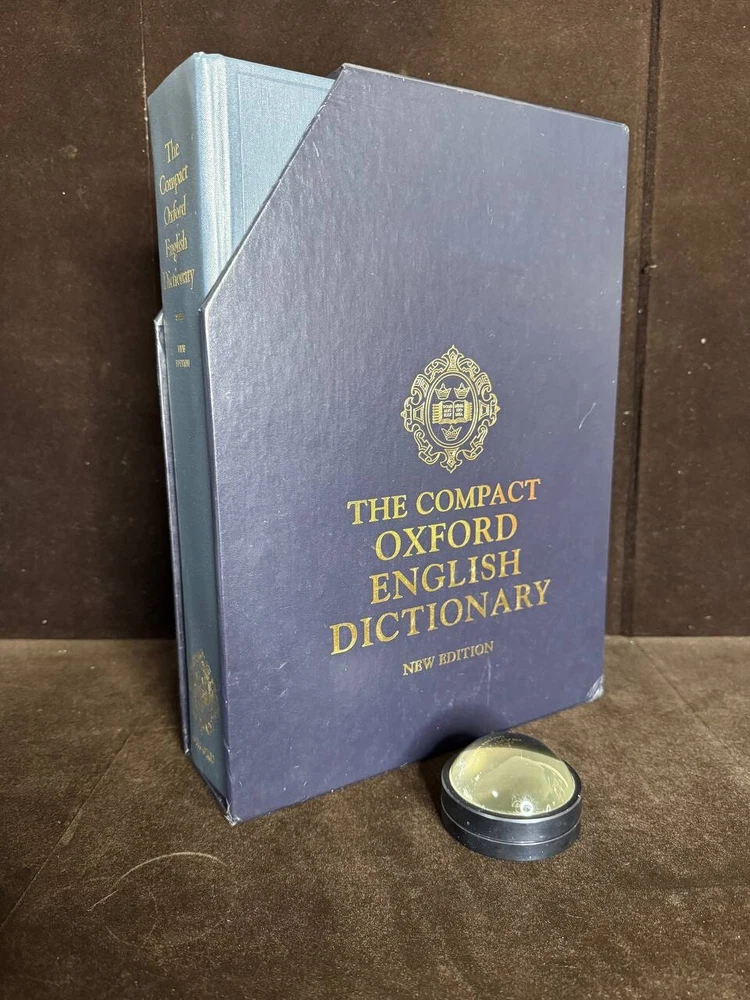 The
Compact
Oxford
English
Dictionary
NEW
EDITION
THE COMPACT
OXFORD
ENGLISH
DICTIONARY
NEW EDITION